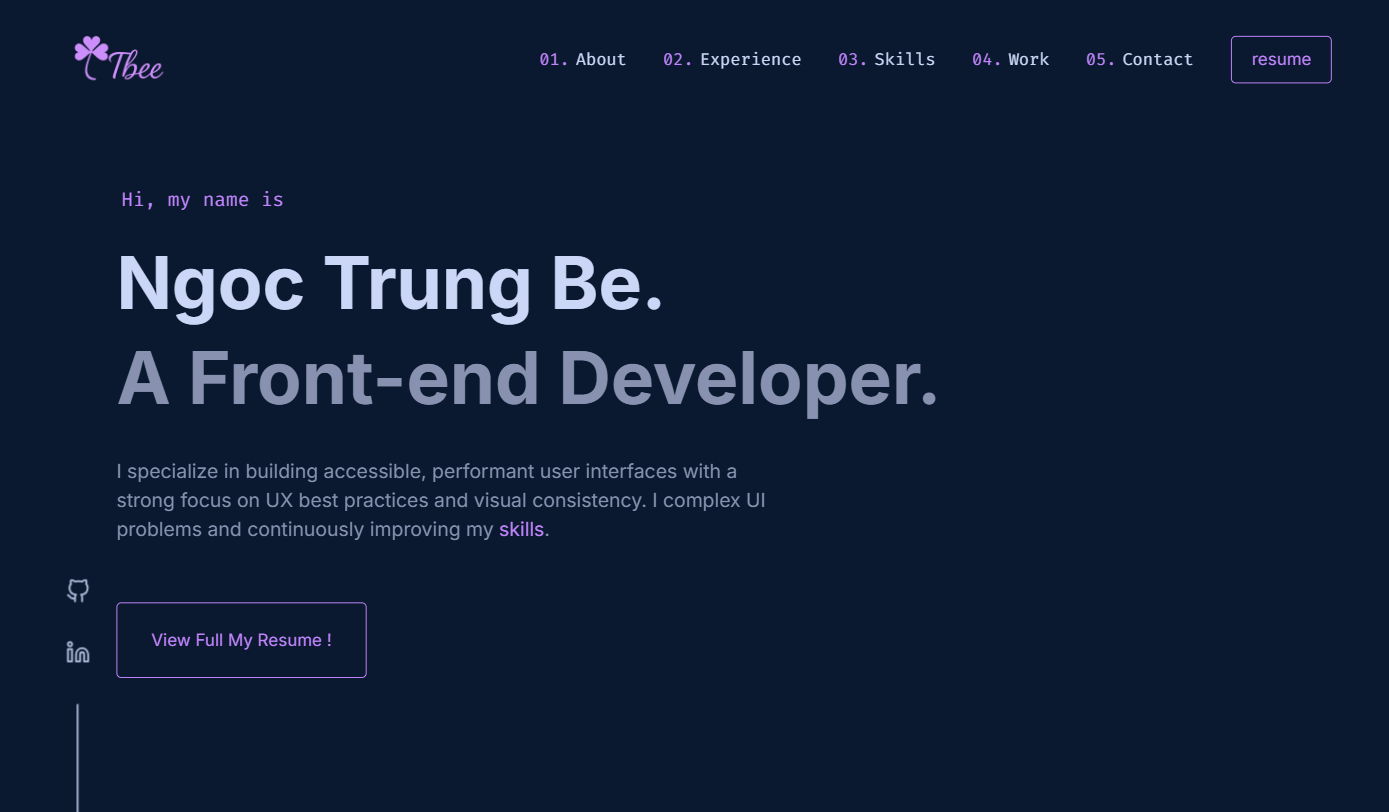 Tbee
01. About 02. Experience 03. Skills 04. Work 05. Contact resume
Hi, my name is
Ngoc Trung Be.
A Front-end Developer.
I specialize in building accessible, performant user interfaces with a
strong focus on UX best practices and visual consistency. I complex UI
problems and continuously improving my skills.
in
View Full My Resume !